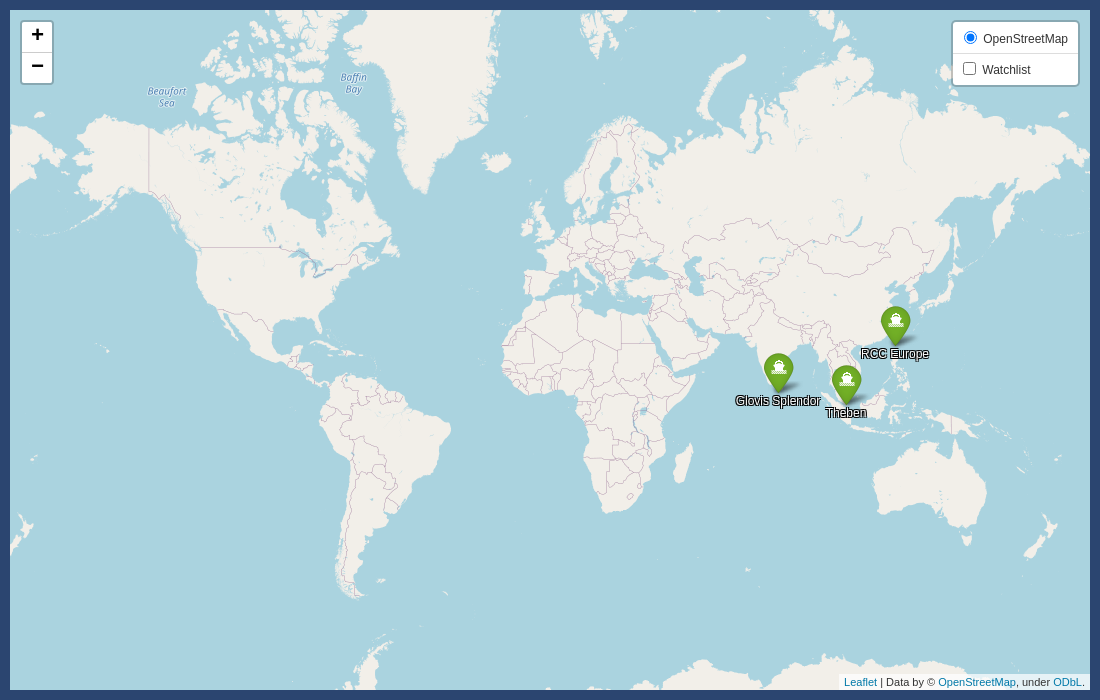 +
−
Beaufort
Sea
Baffin
Bay
OpenStreetMap
Watchlist
RCC Europe
Glovis Splendor
Theben
Leaflet | Data by © OpenStreetMap, under ODbL.